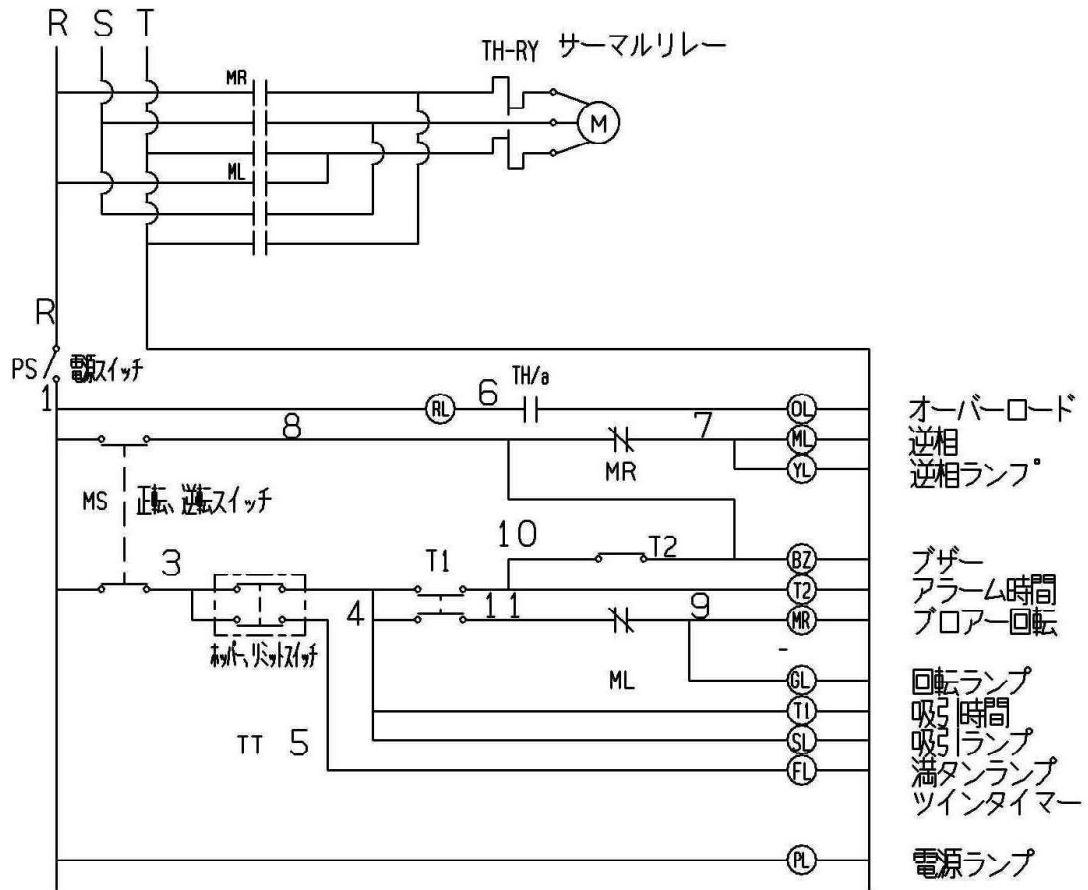 R S T
TH-RY サーマルリレー
MR
M
ML
R
PS 電源スイッチ
1
6 TH/a
RL OL オーバーロード
8 7 ML 逆相
MR YL 逆相ランプ
MS 正転、逆転スイッチ
10 T2 BZ ブザー
3 T1 T2 アラーム時間
4 11 9 MR ブロアー回転
ホッパー、リミットスイッチ
ML GL 回転ランプ
T1 吸引時間
TT 5 SL 吸引ランプ
FL 満タンランプ
ツインタイマー
PL 電源ランプ